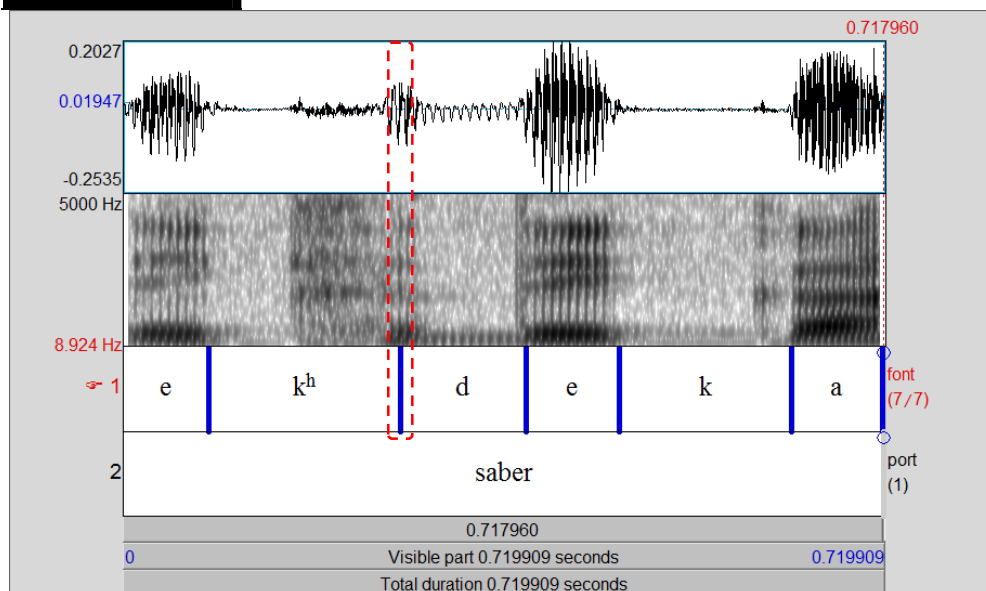 0.717960
0.2027
0.01947
-0.2535
5000 Hz
8.924 Hz
☞ 1 e kʰ d e k a font
(7/7)
2 saber port
(1)
0.717960
0 Visible part 0.719909 seconds 0.719909
Total duration 0.719909 seconds